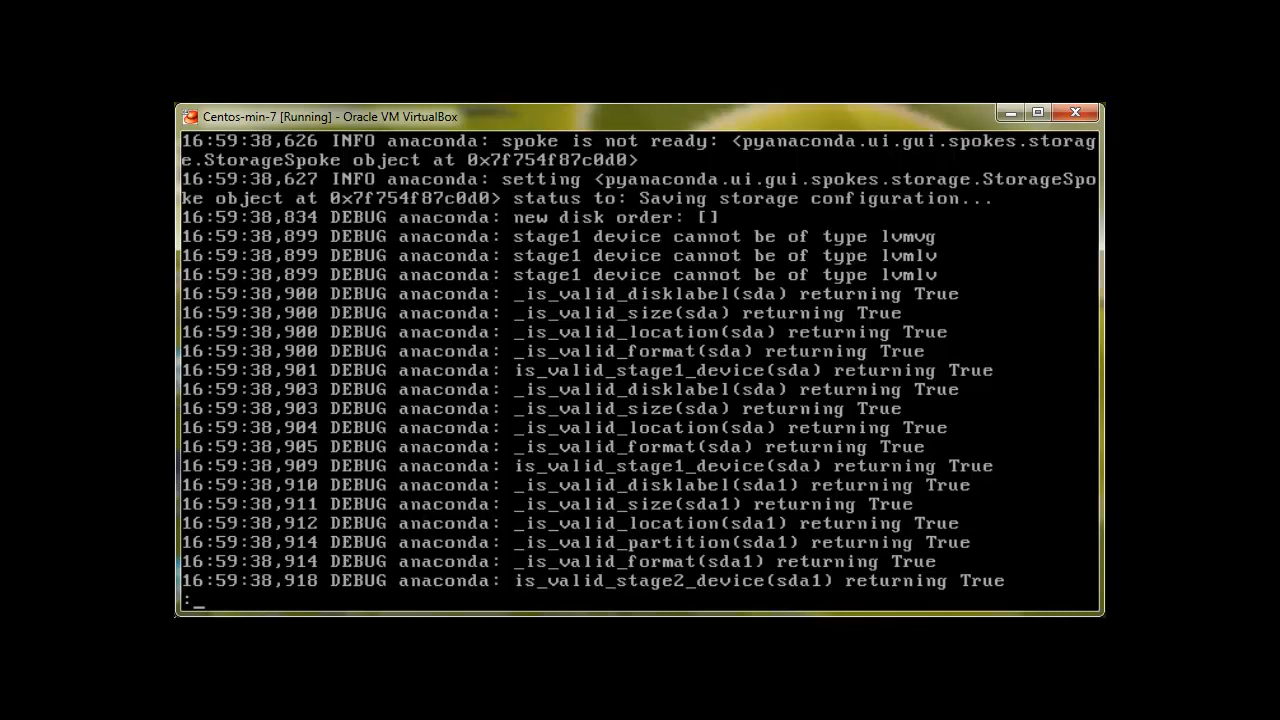 Centos-min-7 [Running] - Oracle VM VirtualBox
16:59:38,626 INFO anaconda: spoke is not ready: <pyanaconda.ui.gui.spokes.storag
e.StorageSpoke object at 0x7f754f87c0d0>
16:59:38,627 INFO anaconda: setting <pyanaconda.ui.gui.spokes.storage.StorageSpo
ke object at 0x7f754f87c0d0> status to: Saving storage configuration...
16:59:38,834 DEBUG anaconda: new disk order: []
16:59:38,899 DEBUG anaconda: stage1 device cannot be of type lvmvg
16:59:38,899 DEBUG anaconda: stage1 device cannot be of type lvmlv
16:59:38,899 DEBUG anaconda: stage1 device cannot be of type lvmlv
16:59:38,900 DEBUG anaconda: _is_valid_disklabel(sda) returning True
16:59:38,900 DEBUG anaconda: _is_valid_size(sda) returning True
16:59:38,900 DEBUG anaconda: _is_valid_location(sda) returning True
16:59:38,900 DEBUG anaconda: _is_valid_format(sda) returning True
16:59:38,901 DEBUG anaconda: is_valid_stage1_device(sda) returning True
16:59:38,903 DEBUG anaconda: _is_valid_disklabel(sda) returning True
16:59:38,903 DEBUG anaconda: _is_valid_size(sda) returning True
16:59:38,904 DEBUG anaconda: _is_valid_location(sda) returning True
16:59:38,905 DEBUG anaconda: _is_valid_format(sda) returning True
16:59:38,909 DEBUG anaconda: is_valid_stage1_device(sda) returning True
16:59:38,910 DEBUG anaconda: _is_valid_disklabel(sda1) returning True
16:59:38,911 DEBUG anaconda: _is_valid_size(sda1) returning True
16:59:38,912 DEBUG anaconda: _is_valid_location(sda1) returning True
16:59:38,914 DEBUG anaconda: _is_valid_partition(sda1) returning True
16:59:38,914 DEBUG anaconda: _is_valid_format(sda1) returning True
16:59:38,918 DEBUG anaconda: is_valid_stage2_device(sda1) returning True
:_